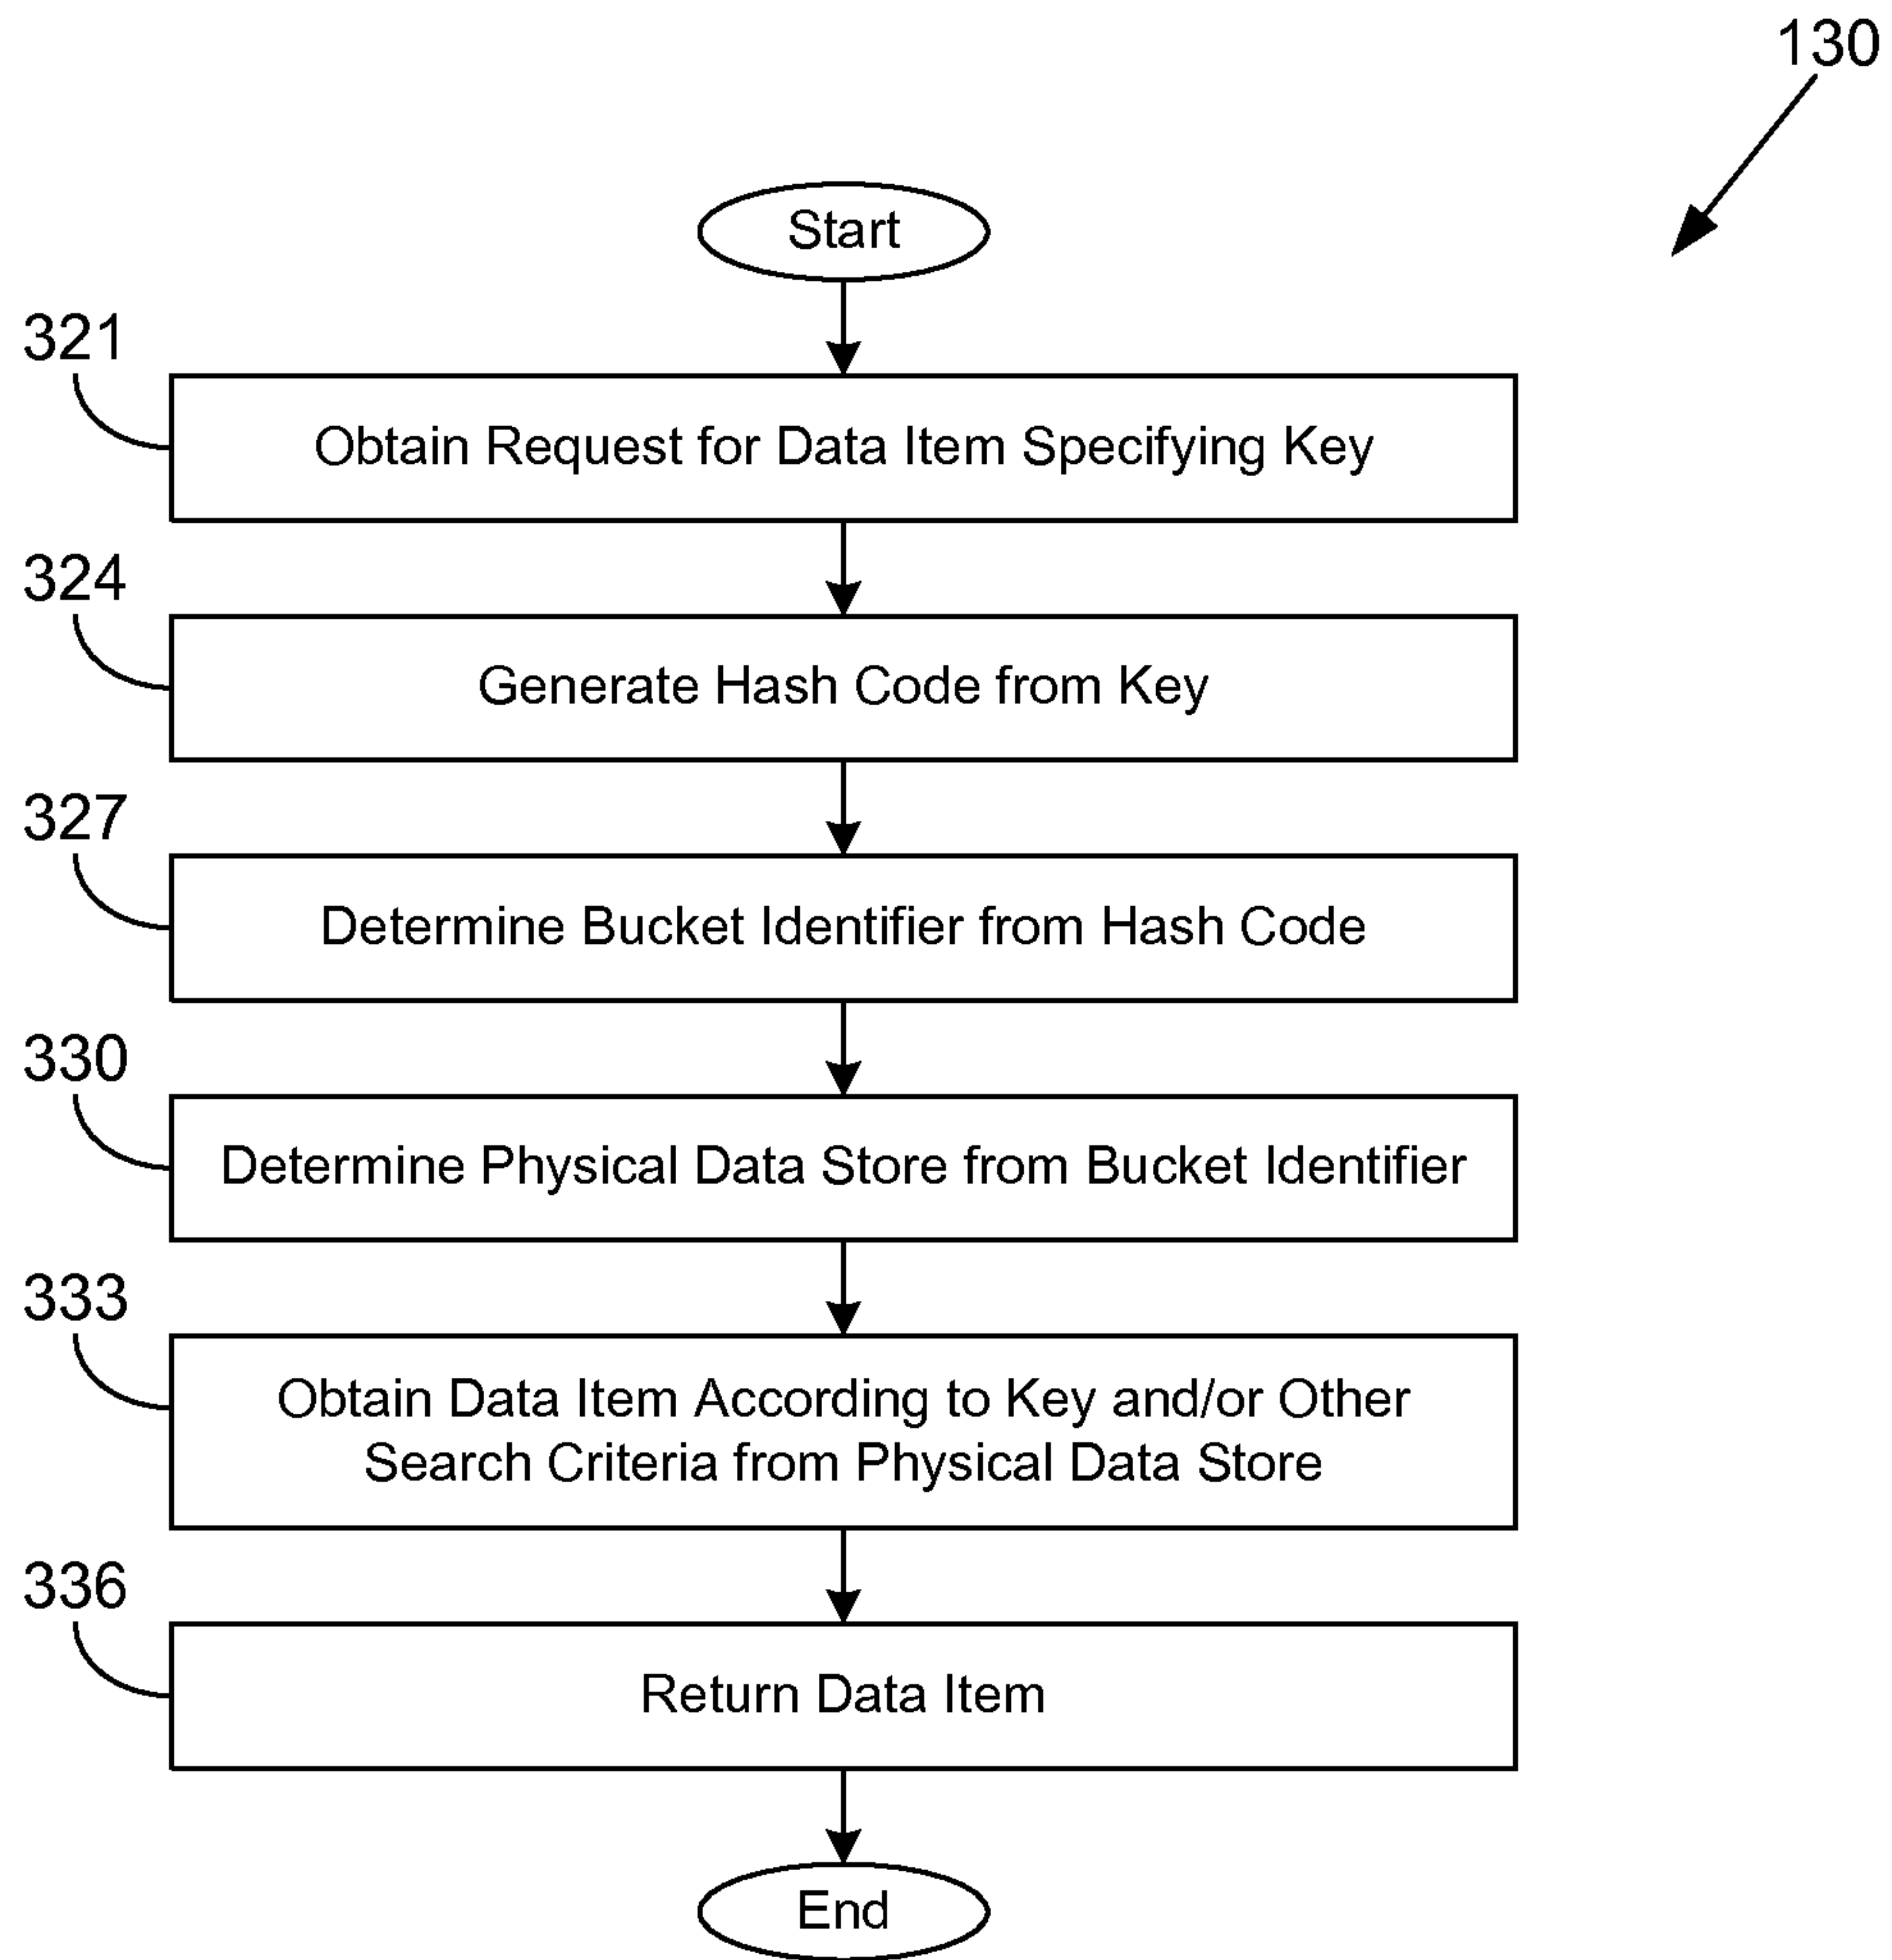 130
Start
321
Obtain Request for Data Item Specifying Key
324
Generate Hash Code from Key
327
Determine Bucket Identifier from Hash Code
330
Determine Physical Data Store from Bucket Identifier
333
Obtain Data Item According to Key and/or Other
Search Criteria from Physical Data Store
336
Return Data Item
End